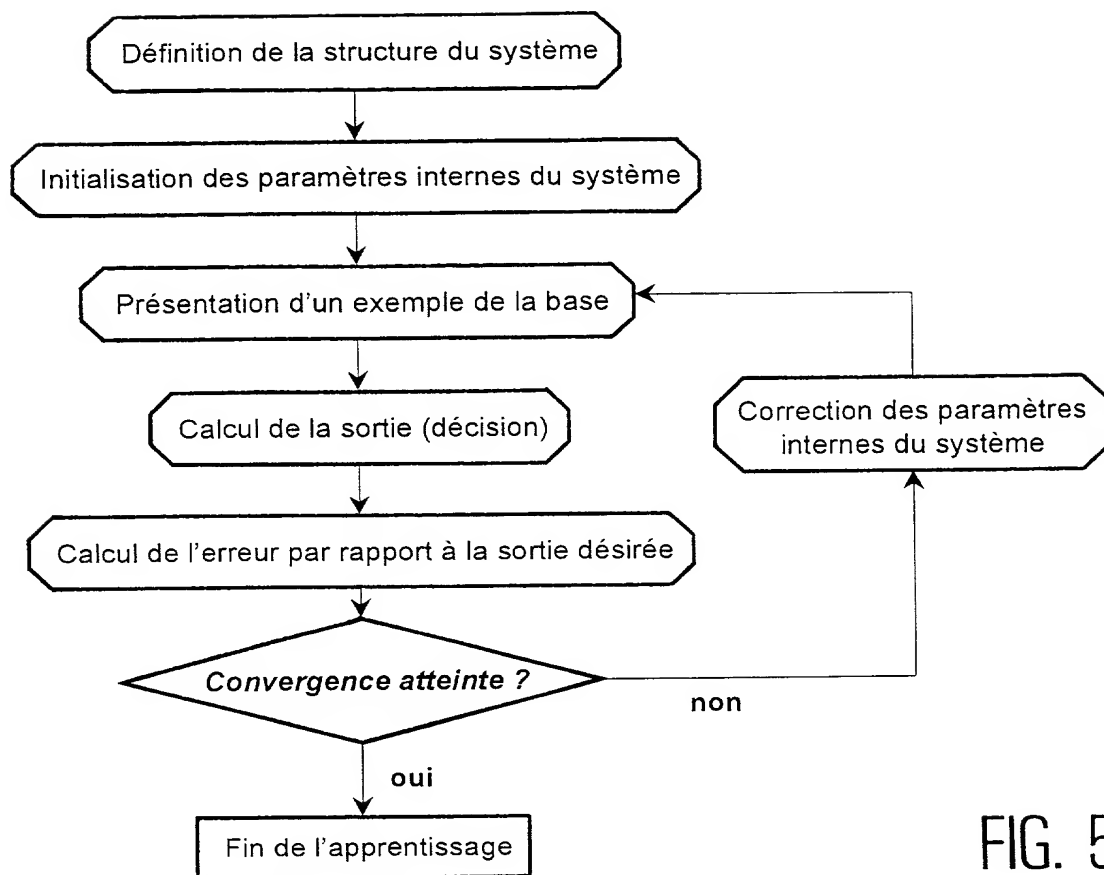 Définition de la structure du système
Initialisation des paramètres internes du système
Présentation d'un exemple de la base
Calcul de la sortie (décision)
Correction des paramètres
internes du système
Calcul de l'erreur par rapport à la sortie désirée
Convergence atteinte ?
non
oui
Fin de l'apprentissage
FIG. 5